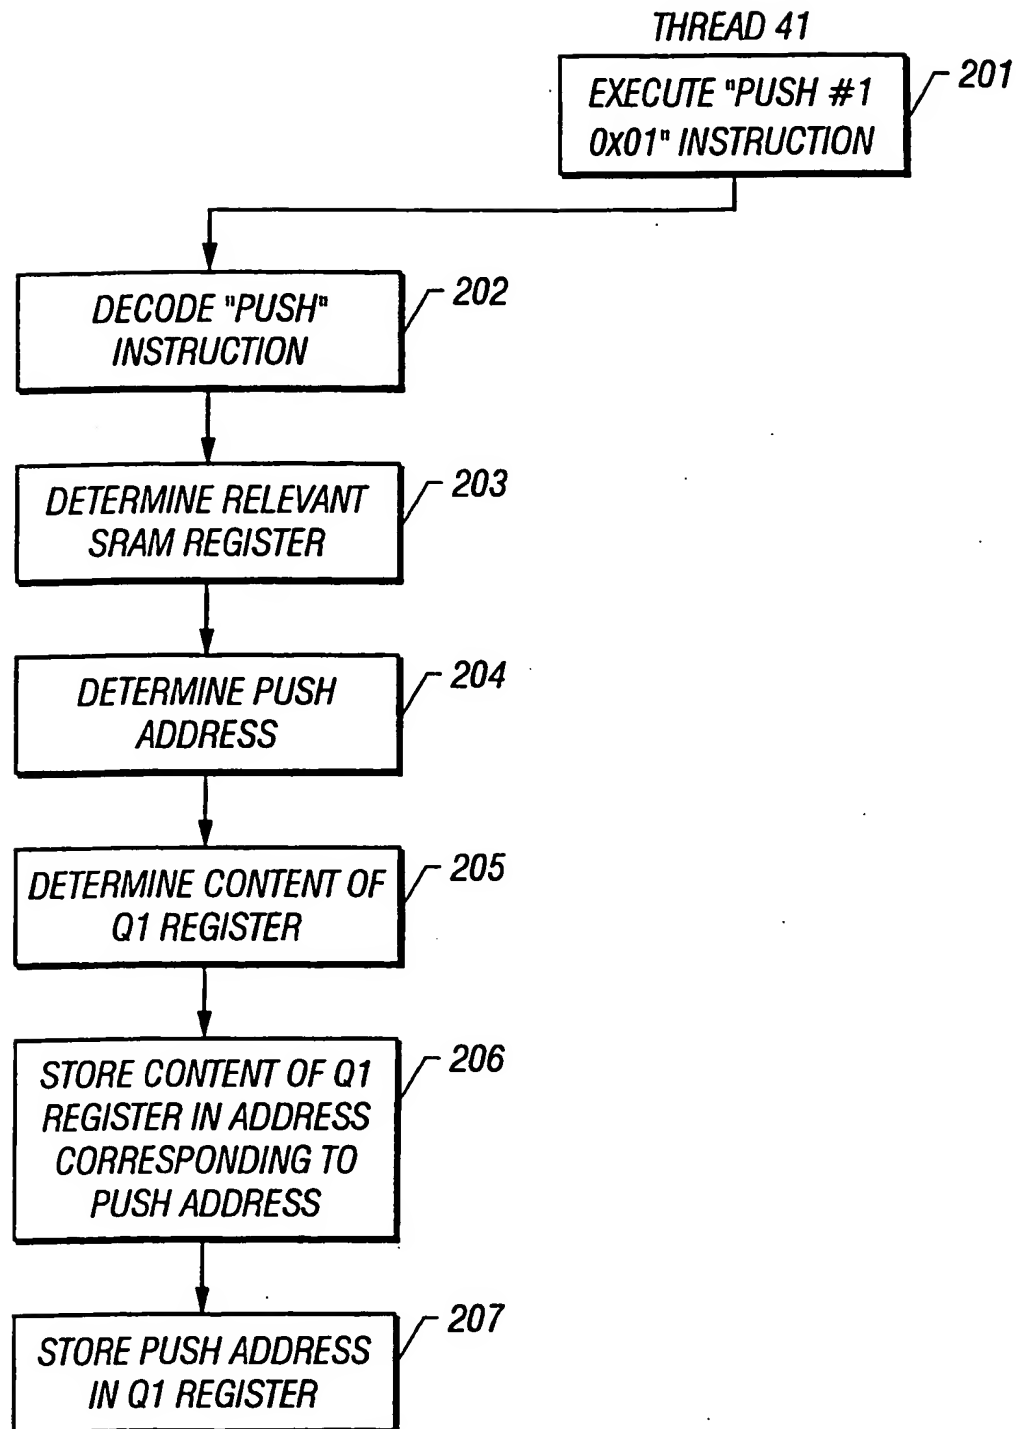 THREAD 41
EXECUTE "PUSH #1
0X01" INSTRUCTION
201
DECODE "PUSH"
INSTRUCTION
202
DETERMINE RELEVANT
SRAM REGISTER
203
DETERMINE PUSH
ADDRESS
204
DETERMINE CONTENT OF
Q1 REGISTER
205
STORE CONTENT OF Q1
REGISTER IN ADDRESS
CORRESPONDING TO
PUSH ADDRESS
206
STORE PUSH ADDRESS
IN Q1 REGISTER
207